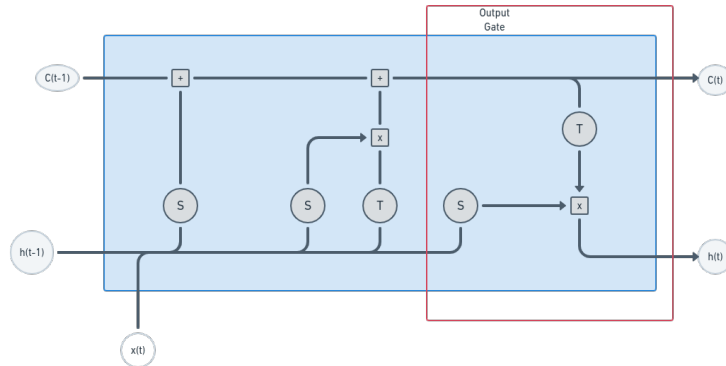 Output
Gate
C(t-1)
+
+
C(t)
x
T
S
S
T
S
x
h(t-1)
h(t)
x(t)